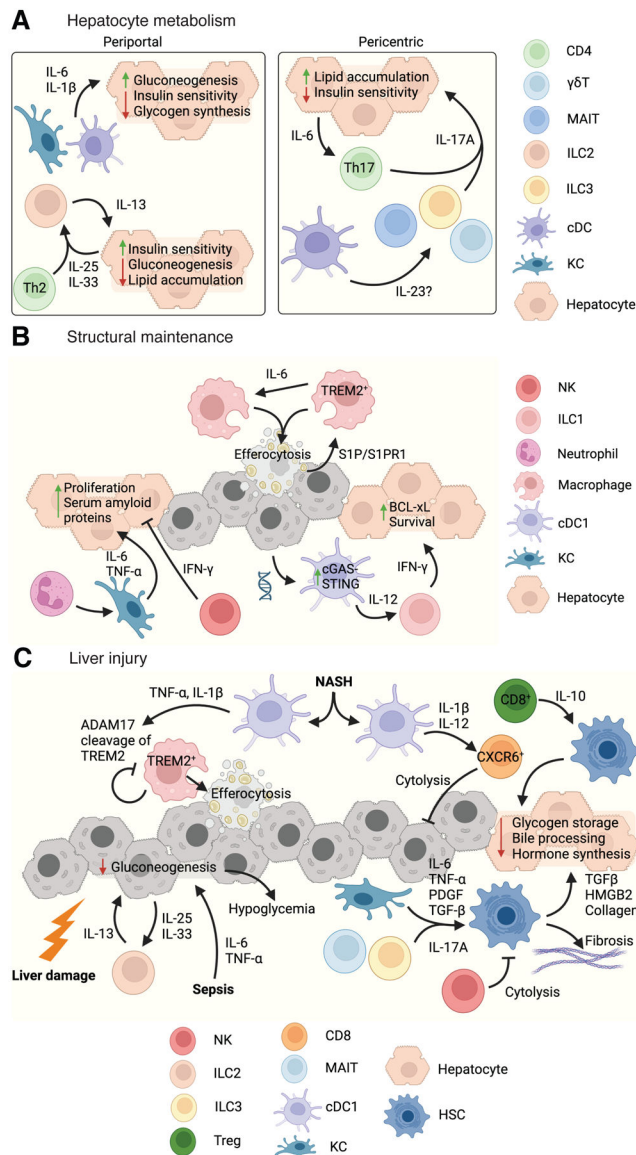 A Hepatocyte metabolism
Periportal
IL-6
IL-1β
Gluconeogenesis
Insulin sensitivity
Glycogen synthesis
IL-13
Insulin sensitivity
Gluconeogenesis
Lipid accumulation
IL-25
IL-33
Th2
Pericentric
Lipid accumulation
Insulin sensitivity
IL-6
Th17
IL-17A
IL-23?
CD4
γδT
MAIT
ILC2
ILC3
cDC
KC
Hepatocyte
B Structural maintenance
IL-6
TREM2⁺
Efferocytosis
S1P/S1PR1
Proliferation
Serum amyloid
proteins
BCL-xL
Survival
IL-6
TNF-α
IFN-γ
cGAS-
STING
IL-12
IFN-γ
NK
ILC1
Neutrophil
Macrophage
cDC1
KC
Hepatocyte
C Liver injury
NASH
TNF-α, IL-1β
ADAM17
cleavage of
TREM2
TREM2⁺
Efferocytosis
IL-1β
IL-12
CD8⁺
IL-10
CXCR6⁺
Cytolysis
Glycogen storage
Bile processing
Hormone synthesis
Gluconeogenesis
Hypoglycemia
IL-6
TNF-α
PDGF
TGF-β
TGFβ
HMGB2
Collagen
IL-13
IL-25
IL-33
IL-6
TNF-α
IL-17A
Fibrosis
Liver damage
Sepsis
Cytolysis
NK
ILC2
ILC3
Treg
CD8
MAIT
cDC1
KC
Hepatocyte
HSC